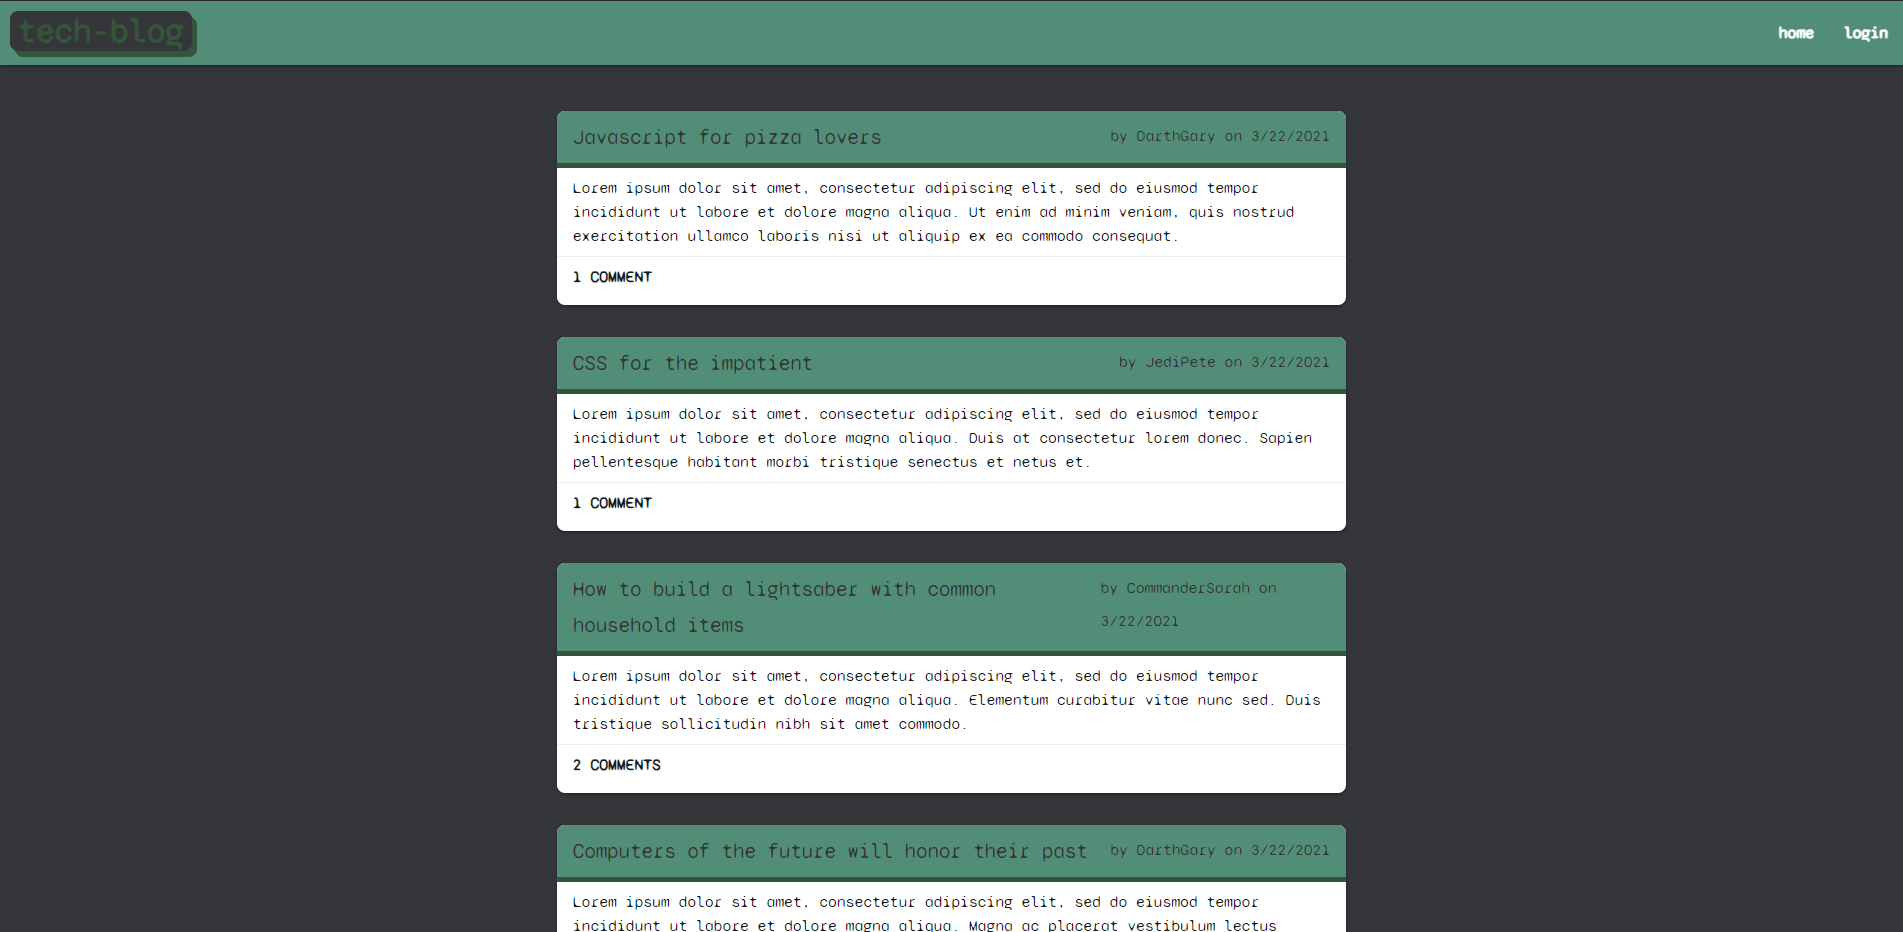 tech-blog
home login
Javascript for pizza lovers by DarthGary on 3/22/2021
Lorem ipsum dolor sit amet, consectetur adipiscing elit, sed do eiusmod tempor
incididunt ut labore et dolore magna aliqua. Ut enim ad minim veniam, quis nostrud
exercitation ullamco laboris nisi ut aliquip ex ea commodo consequat.
1 COMMENT
CSS for the impatient by JediPete on 3/22/2021
Lorem ipsum dolor sit amet, consectetur adipiscing elit, sed do eiusmod tempor
incididunt ut labore et dolore magna aliqua. Duis at consectetur lorem donec. Sapien
pellentesque habitant morbi tristique senectus et netus et.
1 COMMENT
How to build a lightsaber with common
household items
by CommanderSarah on
3/22/2021
Lorem ipsum dolor sit amet, consectetur adipiscing elit, sed do eiusmod tempor
incididunt ut labore et dolore magna aliqua. Elementum curabitur vitae nunc sed. Duis
tristique sollicitudin nibh sit amet commodo.
2 COMMENTS
Computers of the future will honor their past by DarthGary on 3/22/2021
Lorem ipsum dolor sit amet, consectetur adipiscing elit, sed do eiusmod tempor
incididunt ut labore et dolore magna aliqua. Magna ac placerat vestibulum lectus